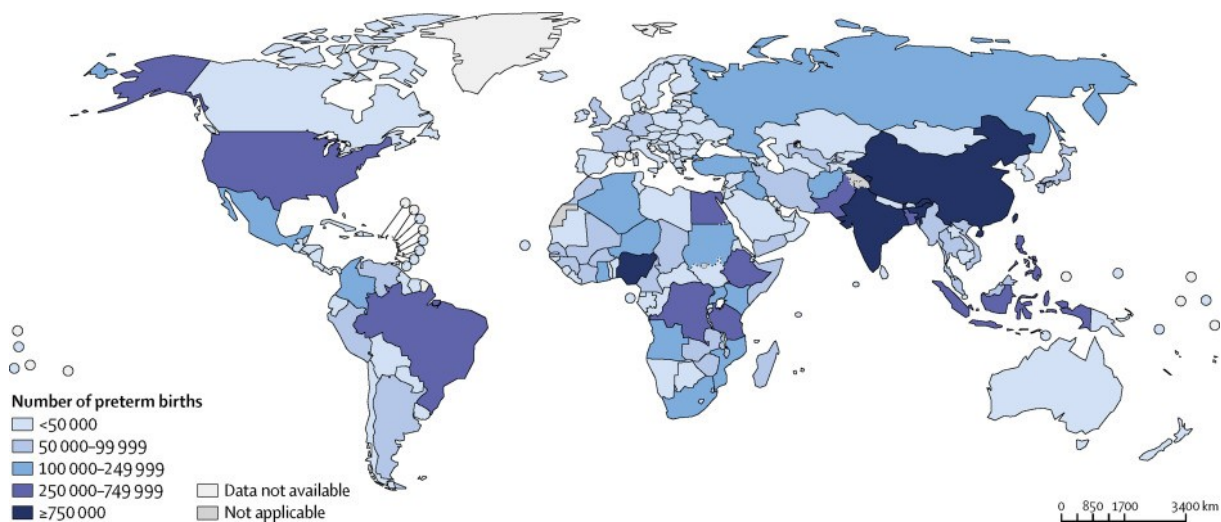 Number of preterm births
<50 000
50 000–99 999
100 000–249 999
250 000–749 999
≥750 000
Data not available
Not applicable
0 850 1700 3400 km